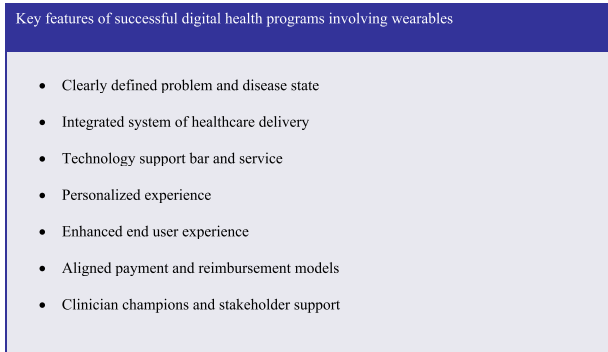 Key features of successful digital health programs involving wearables
• Clearly defined problem and disease state
• Integrated system of healthcare delivery
• Technology support bar and service
• Personalized experience
• Enhanced end user experience
• Aligned payment and reimbursement models
• Clinician champions and stakeholder support